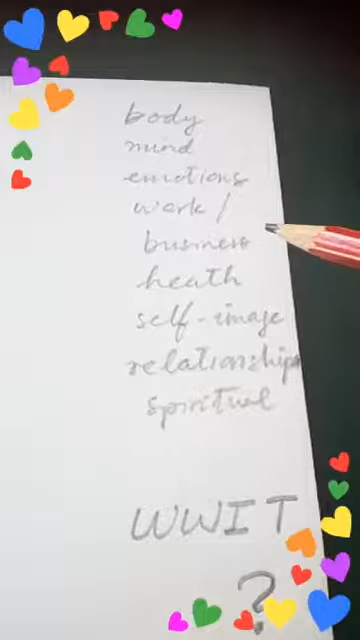 body
mind
emotions
work /
business
heath
self-image
relationships
spiritual
WWIT
?